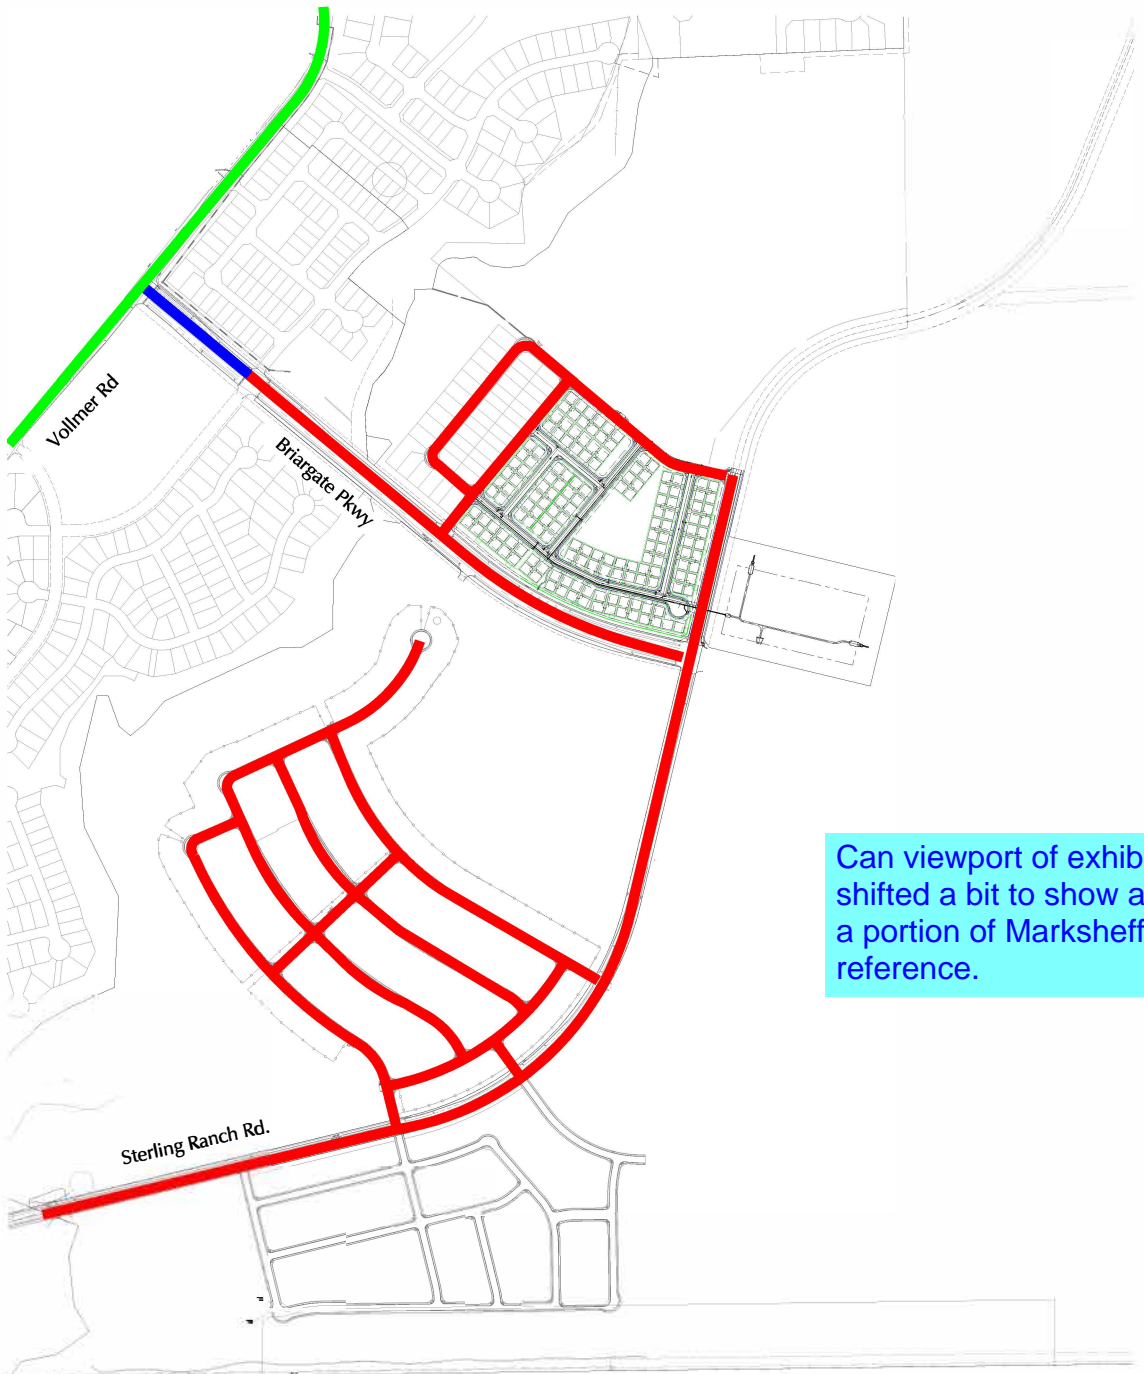 Vollmer Rd
Briargate Pkwy
Can viewport of exhib
shifted a bit to show a
a portion of Marksheff
reference.
Sterling Ranch Rd.